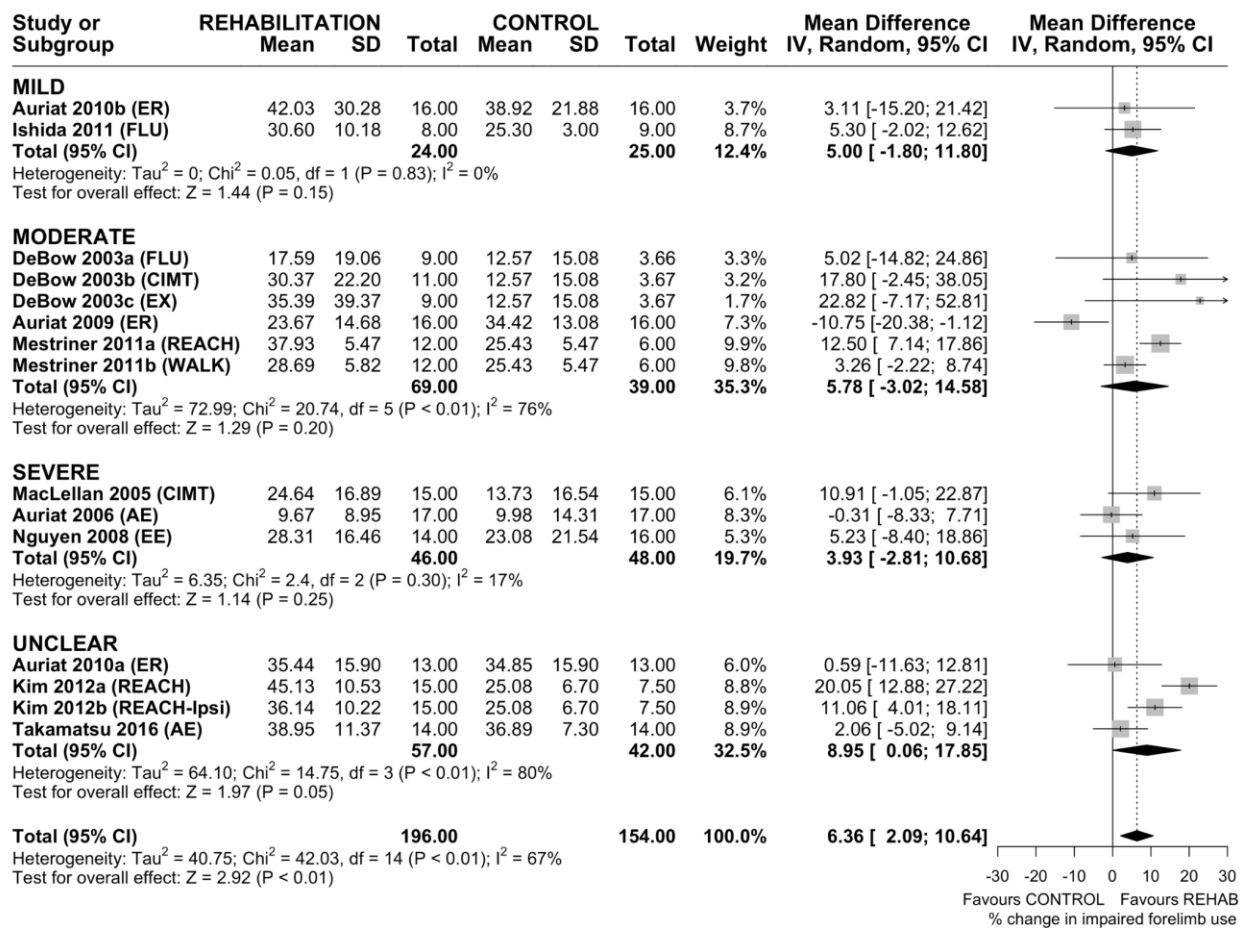 Study or REHABILITATION CONTROL Mean Difference Mean Difference
Subgroup Mean SD Total Mean SD Total Weight IV, Random, 95% CI IV, Random, 95% CI
MILD
Auriat 2010b (ER) 42.03 30.28 16.00 38.92 21.88 16.00 3.7% 3.11 [-15.20; 21.42]
Ishida 2011 (FLU) 30.60 10.18 8.00 25.30 3.00 9.00 8.7% 5.30 [ -2.02; 12.62]
Total (95% CI) 24.00 25.00 12.4% 5.00 [ -1.80; 11.80]
Heterogeneity: Tau² = 0; Chi² = 0.05, df = 1 (P = 0.83); I² = 0%
Test for overall effect: Z = 1.44 (P = 0.15)
MODERATE
DeBow 2003a (FLU) 17.59 19.06 9.00 12.57 15.08 3.66 3.3% 5.02 [-14.82; 24.86]
DeBow 2003b (CIMT) 30.37 22.20 11.00 12.57 15.08 3.67 3.2% 17.80 [ -2.45; 38.05]
DeBow 2003c (EX) 35.39 39.37 9.00 12.57 15.08 3.67 1.7% 22.82 [ -7.17; 52.81]
Auriat 2009 (ER) 23.67 14.68 16.00 34.42 13.08 16.00 7.3% -10.75 [-20.38; -1.12]
Mestriner 2011a (REACH) 37.93 5.47 12.00 25.43 5.47 6.00 9.9% 12.50 [ 7.14; 17.86]
Mestriner 2011b (WALK) 28.69 5.82 12.00 25.43 5.47 6.00 9.8% 3.26 [ -2.22; 8.74]
Total (95% CI) 69.00 39.00 35.3% 5.78 [ -3.02; 14.58]
Heterogeneity: Tau² = 72.99; Chi² = 20.74, df = 5 (P < 0.01); I² = 76%
Test for overall effect: Z = 1.29 (P = 0.20)
SEVERE
MacLellan 2005 (CIMT) 24.64 16.89 15.00 13.73 16.54 15.00 6.1% 10.91 [ -1.05; 22.87]
Auriat 2006 (AE) 9.67 8.95 17.00 9.98 14.31 17.00 8.3% -0.31 [ -8.33; 7.71]
Nguyen 2008 (EE) 28.31 16.46 14.00 23.08 21.54 16.00 5.3% 5.23 [ -8.40; 18.86]
Total (95% CI) 46.00 48.00 19.7% 3.93 [ -2.81; 10.68]
Heterogeneity: Tau² = 6.35; Chi² = 2.4, df = 2 (P = 0.30); I² = 17%
Test for overall effect: Z = 1.14 (P = 0.25)
UNCLEAR
Auriat 2010a (ER) 35.44 15.90 13.00 34.85 15.90 13.00 6.0% 0.59 [-11.63; 12.81]
Kim 2012a (REACH) 45.13 10.53 15.00 25.08 6.70 7.50 8.8% 20.05 [ 12.88; 27.22]
Kim 2012b (REACH-Ipsi) 36.14 10.22 15.00 25.08 6.70 7.50 8.9% 11.06 [ 4.01; 18.11]
Takamatsu 2016 (AE) 38.95 11.37 14.00 36.89 7.30 14.00 8.9% 2.06 [ -5.02; 9.14]
Total (95% CI) 57.00 42.00 32.5% 8.95 [ 0.06; 17.85]
Heterogeneity: Tau² = 64.10; Chi² = 14.75, df = 3 (P < 0.01); I² = 80%
Test for overall effect: Z = 1.97 (P = 0.05)
Total (95% CI) 196.00 154.00 100.0% 6.36 [ 2.09; 10.64]
Heterogeneity: Tau² = 40.75; Chi² = 42.03, df = 14 (P < 0.01); I² = 67%
Test for overall effect: Z = 2.92 (P < 0.01)
-30 -20 -10 0 10 20 30
Favours CONTROL Favours REHAB
% change in impaired forelimb use